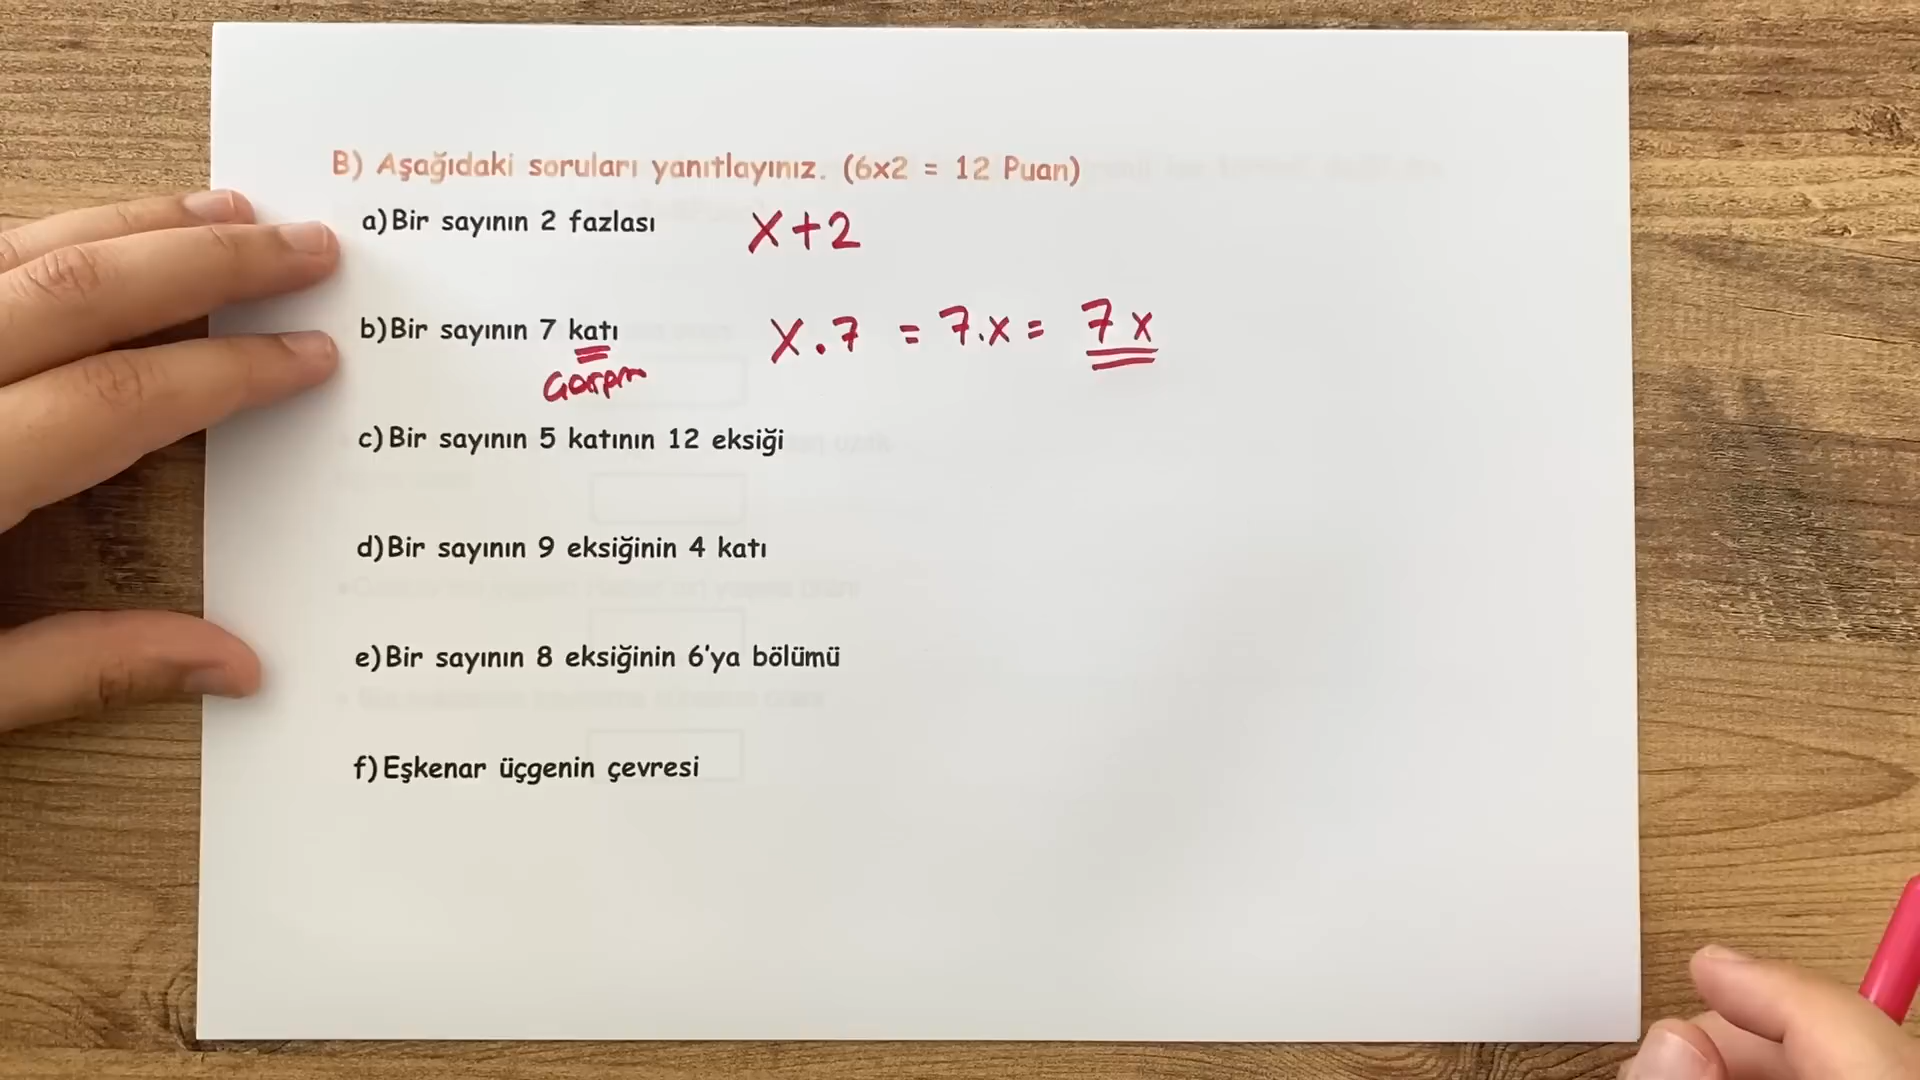 B) Aşağıdaki soruları yanıtlayınız. (6x2 = 12 Puan)
a) Bir sayının 2 fazlası x+2
b) Bir sayının 7 katı x.7 = 7.x = 7x
Çarpm
c) Bir sayının 5 katının 12 eksiği
d) Bir sayının 9 eksiğinin 4 katı
e) Bir sayının 8 eksiğinin 6'ya bölümü
f) Eşkenar üçgenin çevresi